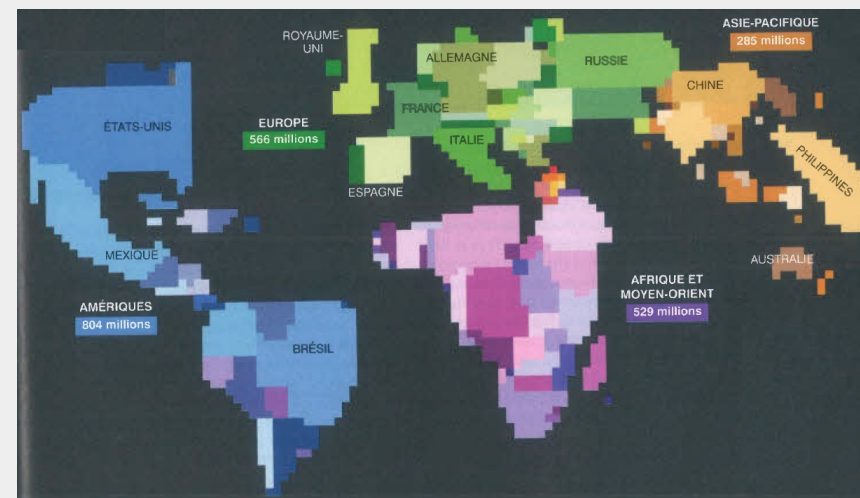 ASIE-PACIFIQUE
285 millions
ROYAUME-
UNI
ALLEMAGNE
RUSSIE
CHINE
FRANCE
ÉTATS-UNIS
EUROPE
566 millions
ITALIE
ESPAGNE
PHILIPPINES
MEXIQUE
AUSTRALIE
AFRIQUE ET
MOYEN-ORIENT
529 millions
AMÉRIQUES
804 millions
BRÉSIL